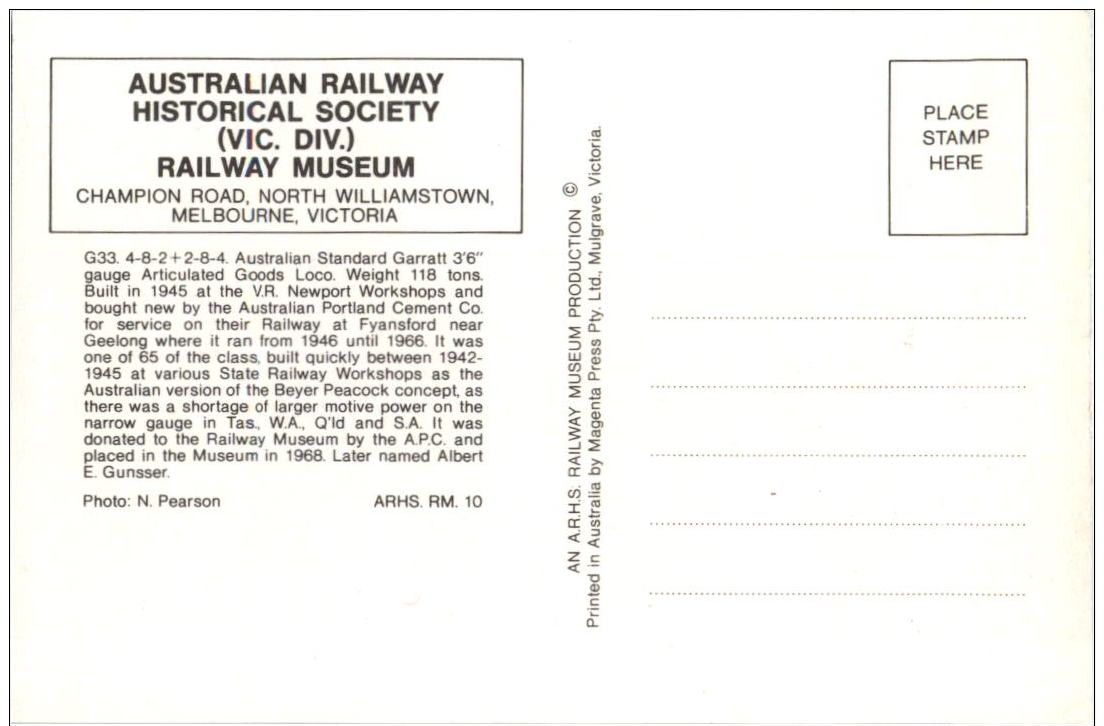 AUSTRALIAN RAILWAY
HISTORICAL SOCIETY
(VIC. DIV.)
RAILWAY MUSEUM
CHAMPION ROAD, NORTH WILLIAMSTOWN,
MELBOURNE, VICTORIA
G33. 4-8-2+2-8-4. Australian Standard Garratt 3'6"
gauge Articulated Goods Loco. Weight 118 tons.
Built in 1945 at the V.R. Newport Workshops and
bought new by the Australian Portland Cement Co.
for service on their Railway at Fyansford near
Geelong where it ran from 1946 until 1966. It was
one of 65 of the class, built quickly between 1942-
1945 at various State Railway Workshops as the
Australian version of the Beyer Peacock concept, as
there was a shortage of larger motive power on the
narrow gauge in Tas., W.A., Q'ld and S.A. It was
donated to the Railway Museum by the A.P.C. and
placed in the Museum in 1968. Later named Albert
E. Gunsser.
Photo: N. Pearson ARHS. RM. 10
AN A.R.H.S. RAILWAY MUSEUM PRODUCTION ©
Printed in Australia by Magenta Press Pty. Ltd., Mulgrave, Victoria.
PLACE
STAMP
HERE